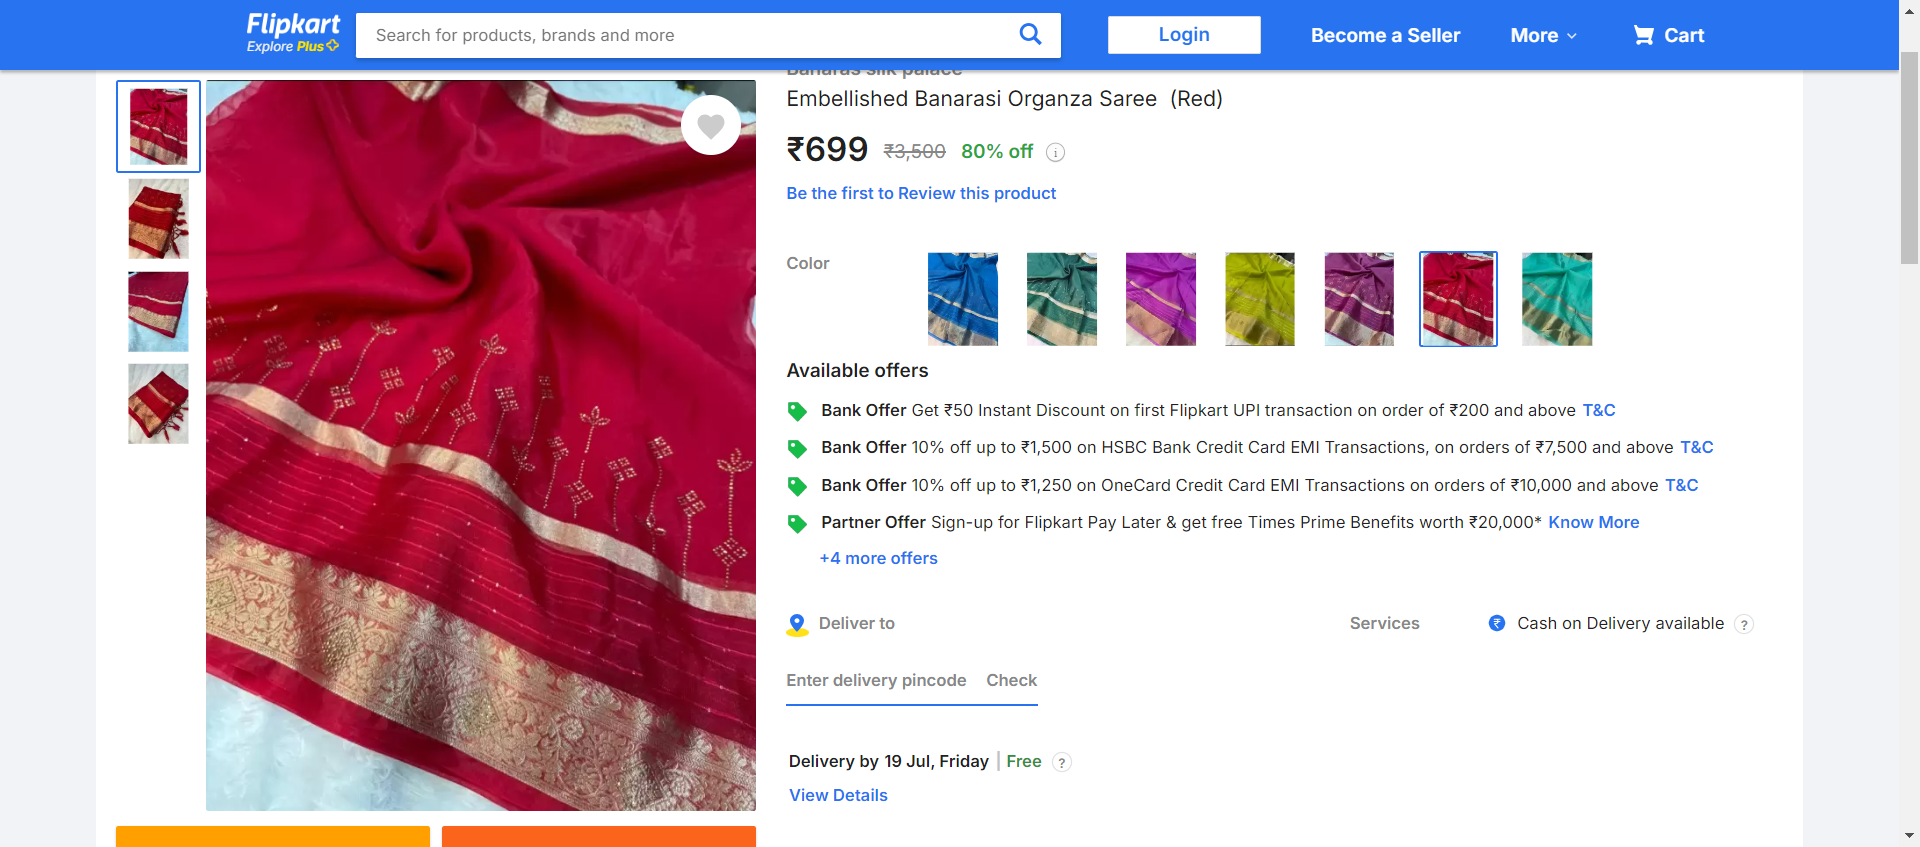 Flipkart
Explore Plus
Search for products, brands and more
Login
Become a Seller
More
Cart
Banaras silk palace
Embellished Banarasi Organza Saree (Red)
₹699 ₹3,500 80% off
Be the first to Review this product
Color
Available offers
Bank Offer Get ₹50 Instant Discount on first Flipkart UPI transaction on order of ₹200 and above T&C
Bank Offer 10% off up to ₹1,500 on HSBC Bank Credit Card EMI Transactions, on orders of ₹7,500 and above T&C
Bank Offer 10% off up to ₹1,250 on OneCard Credit Card EMI Transactions on orders of ₹10,000 and above T&C
Partner Offer Sign-up for Flipkart Pay Later & get free Times Prime Benefits worth ₹20,000* Know More
+4 more offers
Deliver to
Services
₹ Cash on Delivery available ?
Enter delivery pincode Check
Delivery by 19 Jul, Friday | Free ?
View Details